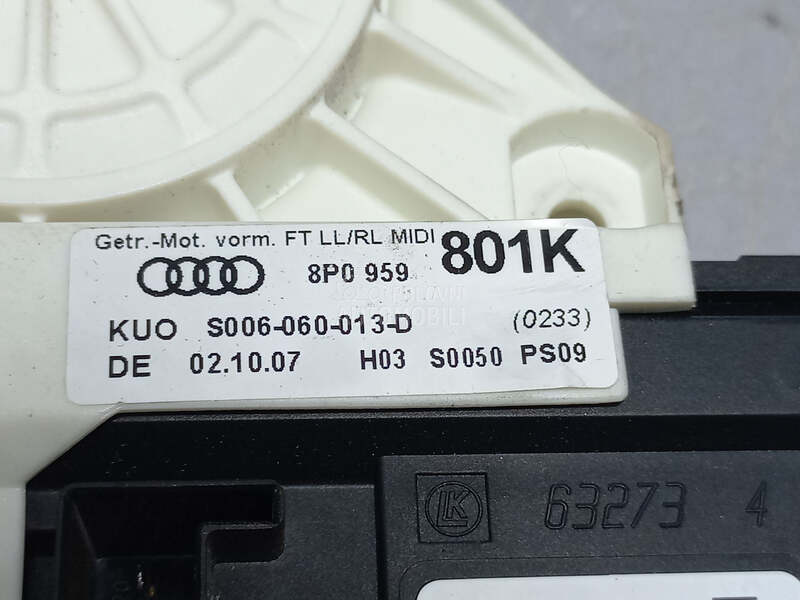 Getr.-Mot. vorm. FT LL/RL MIDI
8P0 959 801K
KUO S006-060-013-D (0233)
DE 02.10.07 H03 S0050 PS09
LK 63273 4